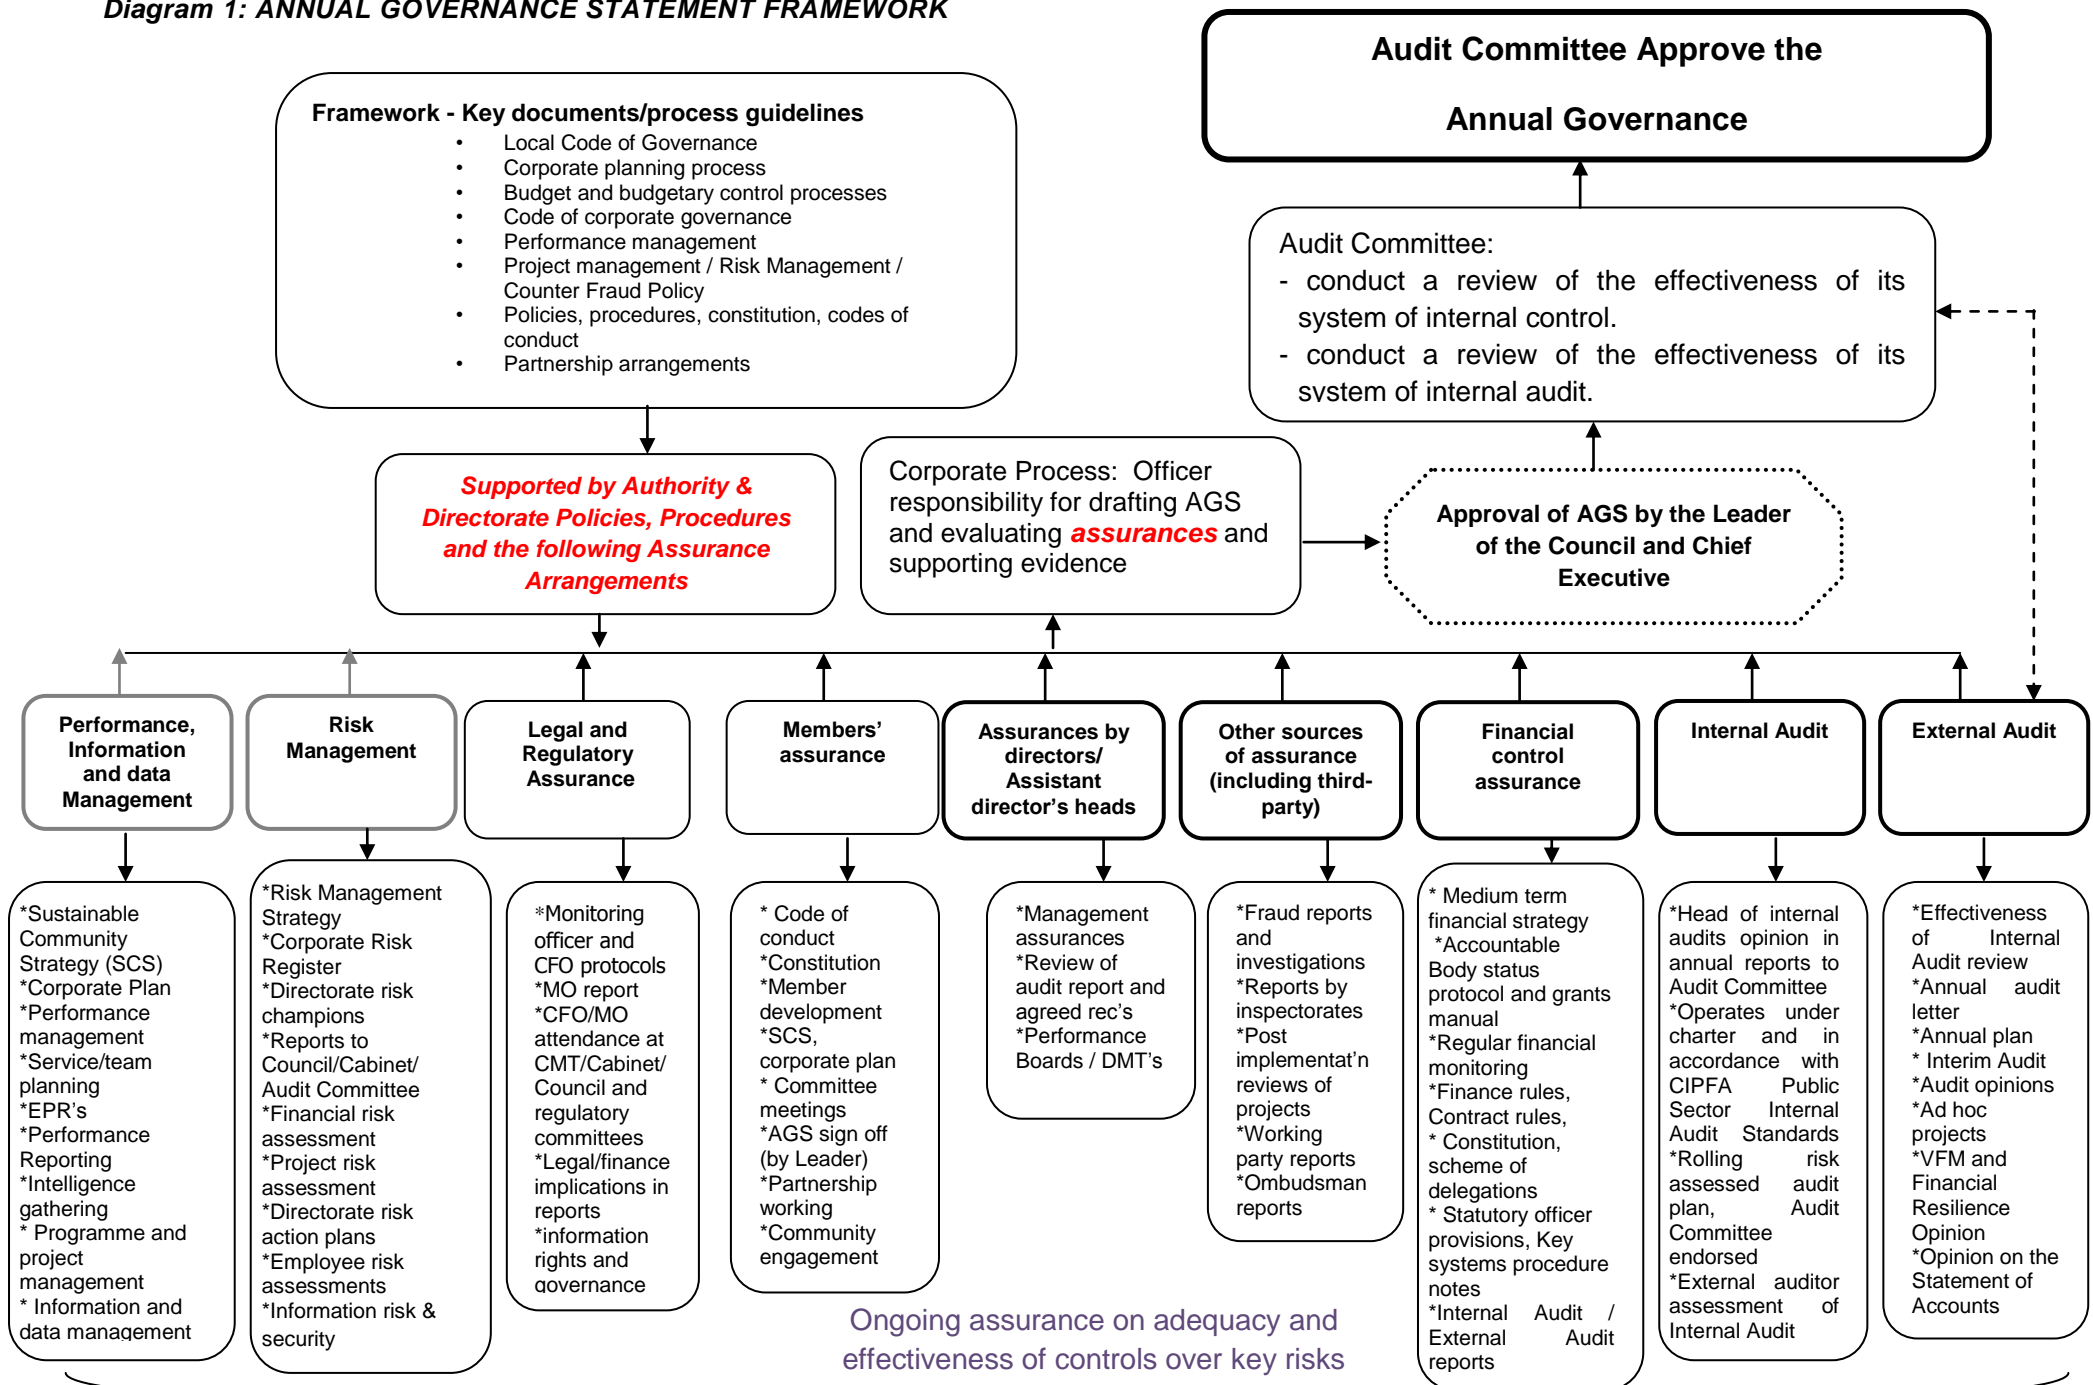 Diagram 1: ANNUAL GOVERNANCE STATEMENT FRAMEWORK
Audit Committee Approve the
Annual Governance
Framework - Key documents/process guidelines
• Local Code of Governance
• Corporate planning process
• Budget and budgetary control processes
• Code of corporate governance
• Performance management
• Project management / Risk Management /
Counter Fraud Policy
• Policies, procedures, constitution, codes of
conduct
• Partnership arrangements
Audit Committee:
- conduct a review of the effectiveness of its
system of internal control.
- conduct a review of the effectiveness of its
system of internal audit.
Supported by Authority &
Directorate Policies, Procedures
and the following Assurance
Arrangements
Corporate Process: Officer
responsibility for drafting AGS
and evaluating assurances and
supporting evidence
Approval of AGS by the Leader
of the Council and Chief
Executive
Performance,
Information
and data
Management
Risk
Management
Legal and
Regulatory
Assurance
Members’
assurance
Assurances by
directors/
Assistant
director’s heads
Other sources
of assurance
(including third-
party)
Financial
control
assurance
Internal Audit
External Audit
*Sustainable
Community
Strategy (SCS)
*Corporate Plan
*Performance
management
*Service/team
planning
*EPR’s
*Performance
Reporting
*Intelligence
gathering
* Programme and
project
management
* Information and
data management
*Risk Management
Strategy
*Corporate Risk
Register
*Directorate risk
champions
*Reports to
Council/Cabinet/
Audit Committee
*Financial risk
assessment
*Project risk
assessment
*Directorate risk
action plans
*Employee risk
assessments
*Information risk &
security
*Monitoring
officer and
CFO protocols
*MO report
*CFO/MO
attendance at
CMT/Cabinet/
Council and
regulatory
committees
*Legal/finance
implications in
reports
*information
rights and
governance
* Code of
conduct
*Constitution
*Member
development
*SCS,
corporate plan
* Committee
meetings
*AGS sign off
(by Leader)
*Partnership
working
*Community
engagement
*Management
assurances
*Review of
audit report and
agreed rec’s
*Performance
Boards / DMT’s
*Fraud reports
and
investigations
*Reports by
inspectorates
*Post
implementat’n
reviews of
projects
*Working
party reports
*Ombudsman
reports
* Medium term
financial strategy
*Accountable
Body status
protocol and grants
manual
*Regular financial
monitoring
*Finance rules,
Contract rules,
* Constitution,
scheme of
delegations
* Statutory officer
provisions, Key
systems procedure
notes
*Internal Audit /
External Audit
reports
*Head of internal
audits opinion in
annual reports to
Audit Committee
*Operates under
charter and in
accordance with
CIPFA Public
Sector Internal
Audit Standards
*Rolling risk
assessed audit
plan, Audit
Committee
endorsed
*External auditor
assessment of
Internal Audit
*Effectiveness
of Internal
Audit review
*Annual audit
letter
*Annual plan
* Interim Audit
*Audit opinions
*Ad hoc
projects
*VFM and
Financial
Resilience
Opinion
*Opinion on the
Statement of
Accounts
Ongoing assurance on adequacy and
effectiveness of controls over key risks